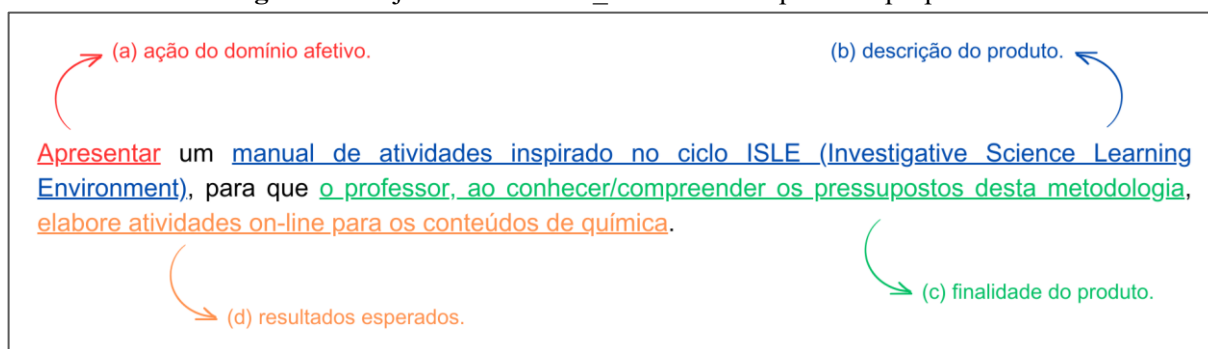 (a) ação do domínio afetivo. (b) descrição do produto.
Apresentar um manual de atividades inspirado no ciclo ISLE (Investigative Science Learning
Environment), para que o professor, ao conhecer/compreender os pressupostos desta metodologia,
elabore atividades on-line para os conteúdos de química.
(c) finalidade do produto.
(d) resultados esperados.